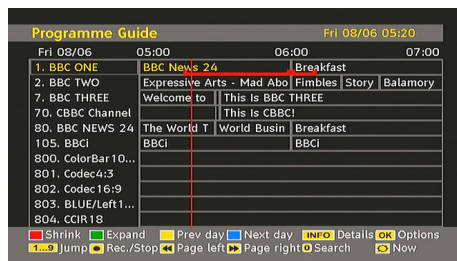 Programme Guide Fri 08/06 05:20
Fri 08/06 05:00 06:00 07:00
1. BBC ONE BBC News 24 Breakfast
2. BBC TWO Expressive Arts - Mad Abo Fimbles Story Balamory
7. BBC THREE Welcome to This Is BBC THREE
70. CBBC Channel This Is CBBC!
80. BBC NEWS 24 The World T World Busin Breakfast
105. BBCi BBCi BBCi
800. ColorBar10...
801. Codec4:3
802. Codec16:9
803. BLUE/Left1...
804. CCIR18
Shrink Expand Prev day Next day INFO Details OK Options
1...9 Jump Rec./Stop Page left Page right 0 Search Now